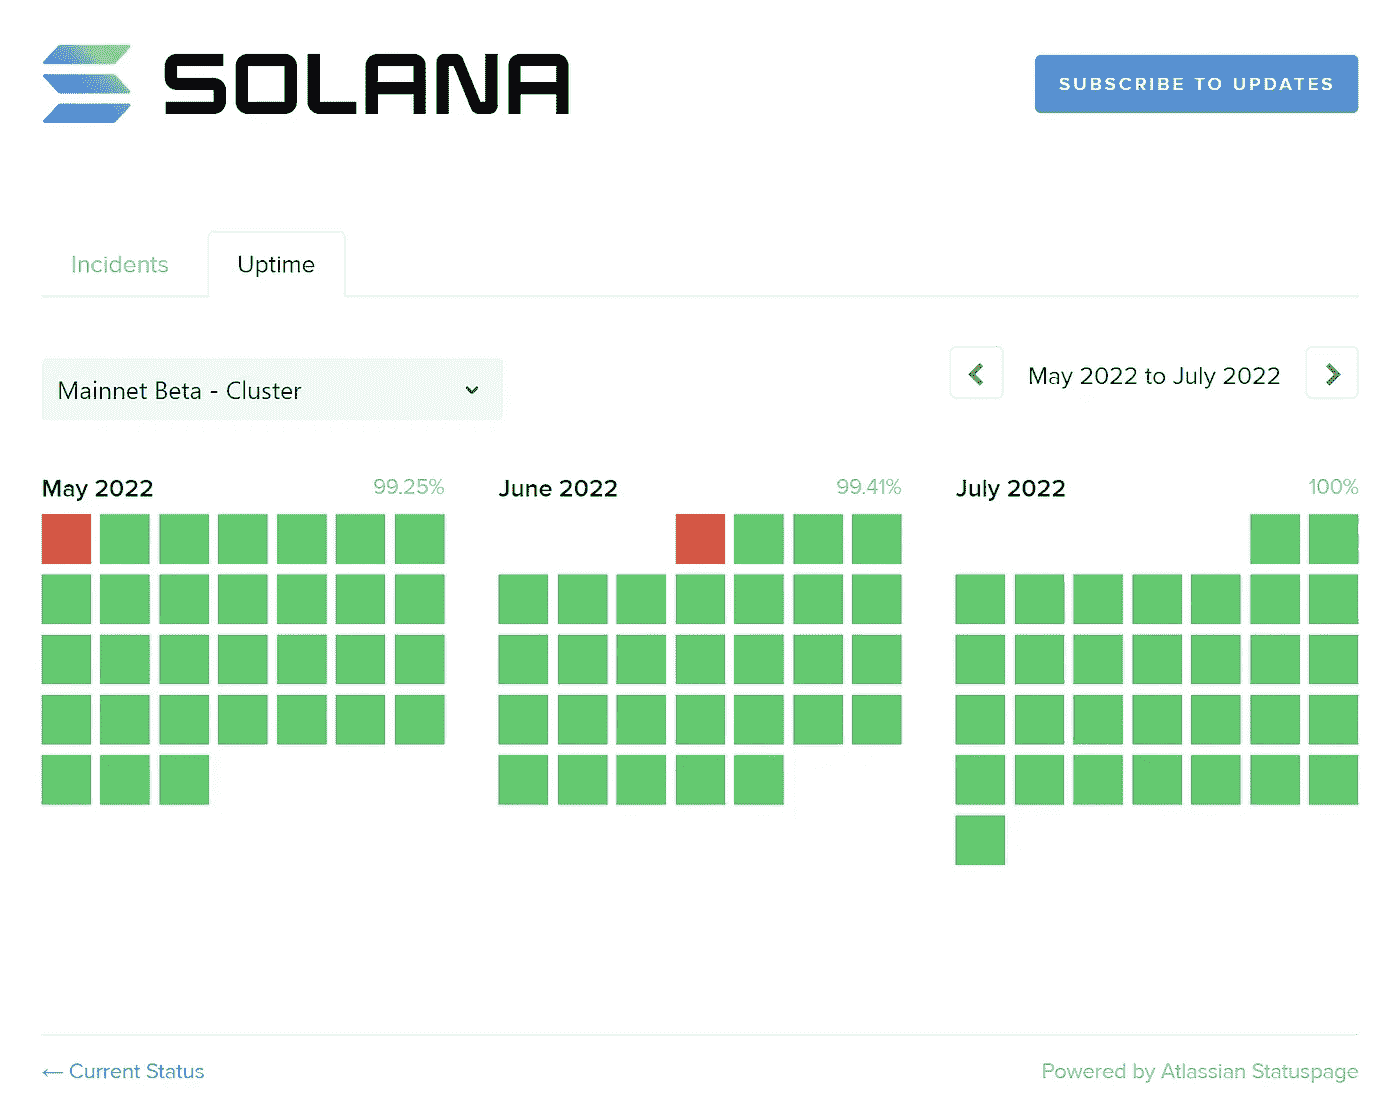 SOLANA
SUBSCRIBE TO UPDATES
Incidents
Uptime
Mainnet Beta - Cluster
May 2022 to July 2022
May 2022
99.25%
June 2022
99.41%
July 2022
100%
← Current Status
Powered by Atlassian Statuspage